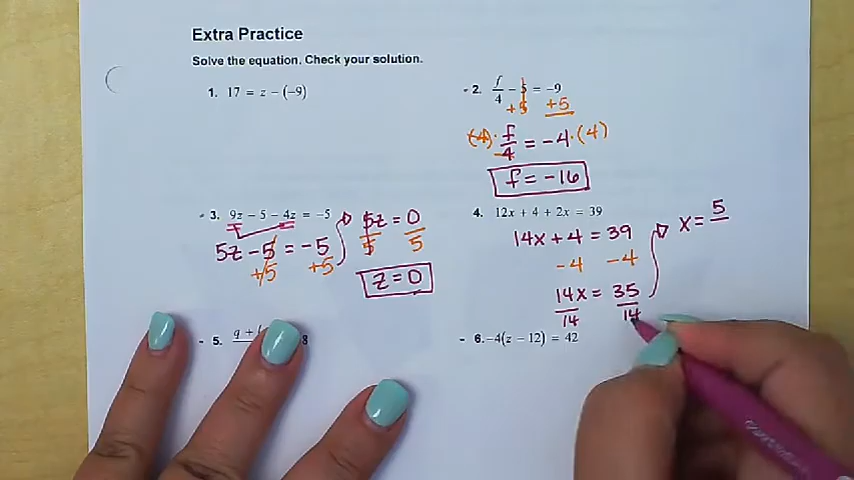 Extra Practice
Solve the equation. Check your solution.
1. 17 = z − (−9)
- 2. f/4 − 5 = −9
+5 +5
(4) · f/4 = −4 · (4)
f = −16
- 3. 9z − 5 − 4z = −5
5z − 5 = −5
+5 +5
5z = 0
5 5
z = 0
4. 12x + 4 + 2x = 39
14x + 4 = 39
−4 −4
14x = 35
14 14
x = 5
- 5. q + 8
- 6. −4(z − 12) = 42